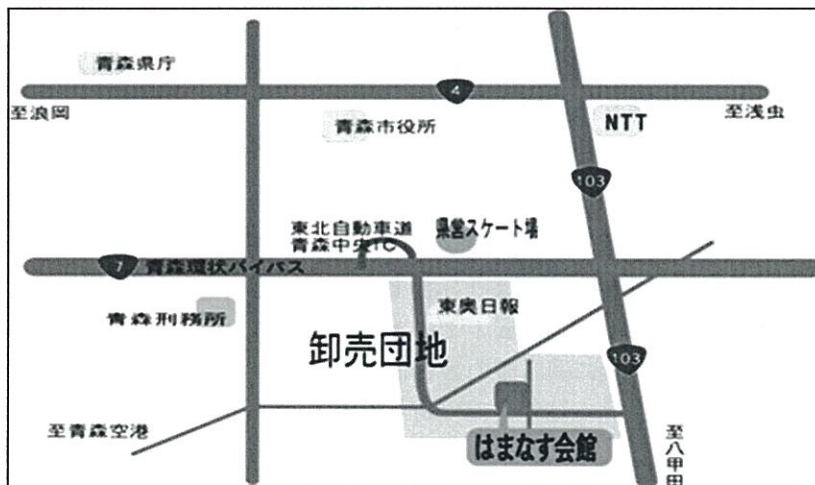 青森県庁
4
至浪岡
至浅虫
青森市役所
NTT
103
東北自動車道
青森中央IC
県営スケート場
7
青森環状バイパス
東奥日報
青森刑務所
卸売団地
103
至青森空港
はまなす会館
至八甲田